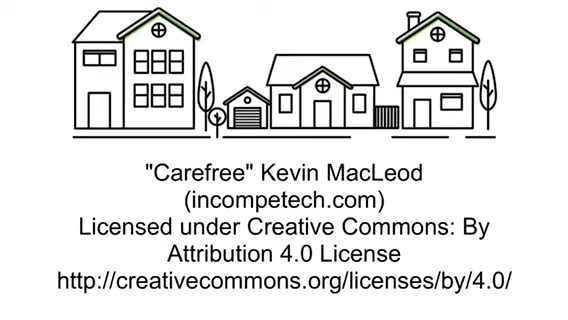 "Carefree" Kevin MacLeod
(incompetech.com)
Licensed under Creative Commons: By
Attribution 4.0 License
http://creativecommons.org/licenses/by/4.0/